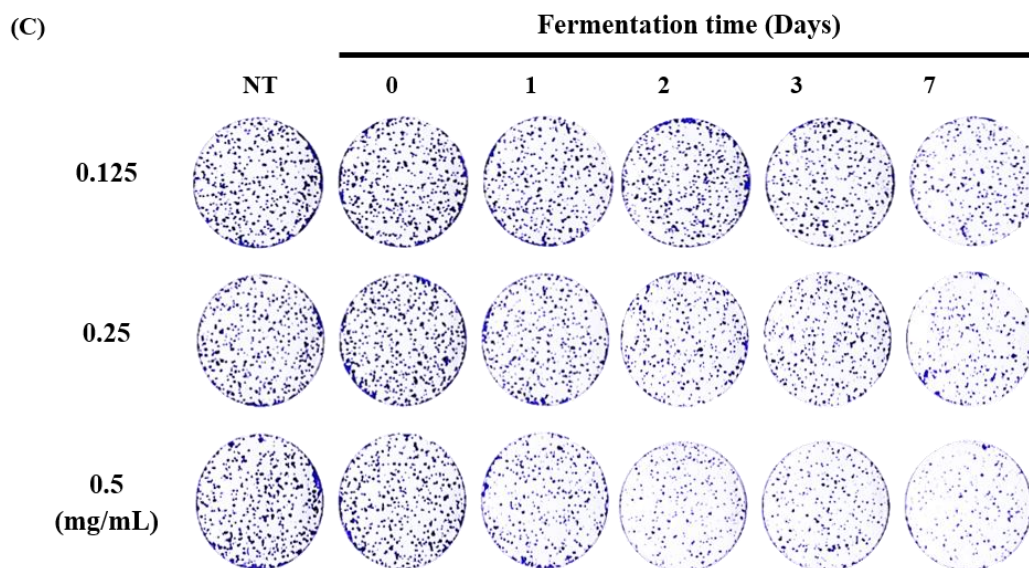 (C)
Fermentation time (Days)
NT 0 1 2 3 7
0.125
0.25
0.5
(mg/mL)